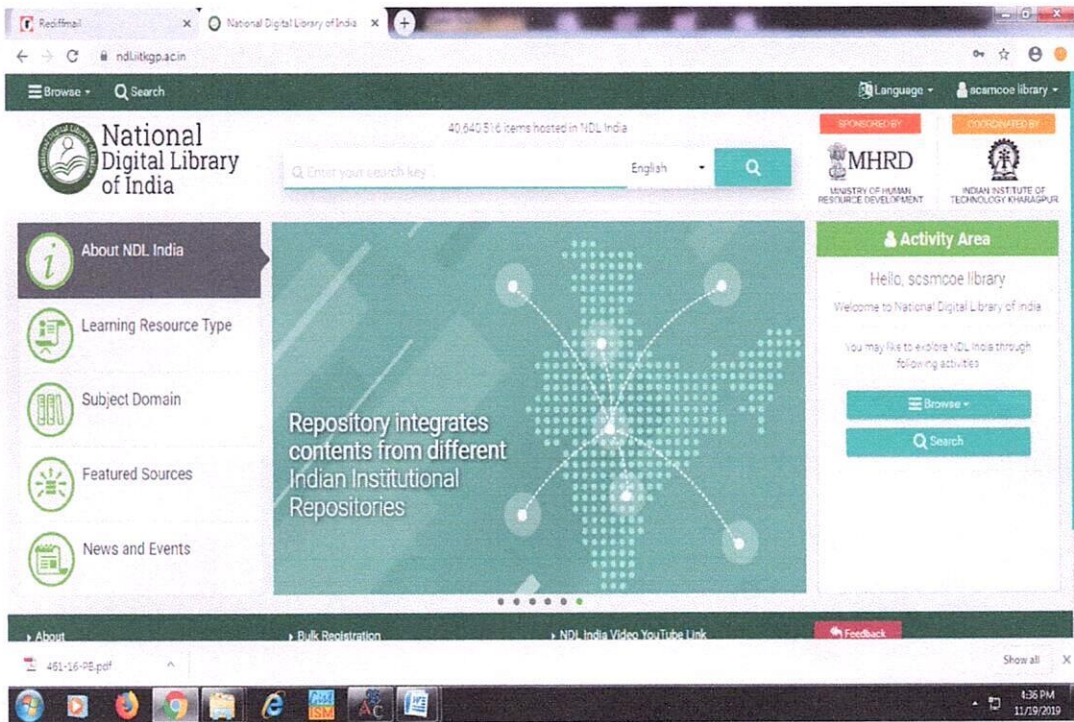 Rediffmail
National Digital Library of India
ndl.iitkgp.ac.in
Browse
Search
Language
scsmcoe library
National
Digital Library
of India
40,640,516 items hosted in NDL India
Enter your search key
English
SPONSORED BY
MHRD
MINISTRY OF HUMAN
RESOURCE DEVELOPMENT
COORDINATED BY
INDIAN INSTITUTE OF
TECHNOLOGY KHARAGPUR
About NDL India
Learning Resource Type
Subject Domain
Featured Sources
News and Events
Repository integrates
contents from different
Indian Institutional
Repositories
Activity Area
Hello, scsmcoe library
Welcome to National Digital Library of India
You may like to explore NDL India through
following activities
Browse
Search
About
Bulk Registration
NDL India Video YouTube Link
Feedback
461-16-PB.pdf
Show all
1:36 PM
11/19/2019